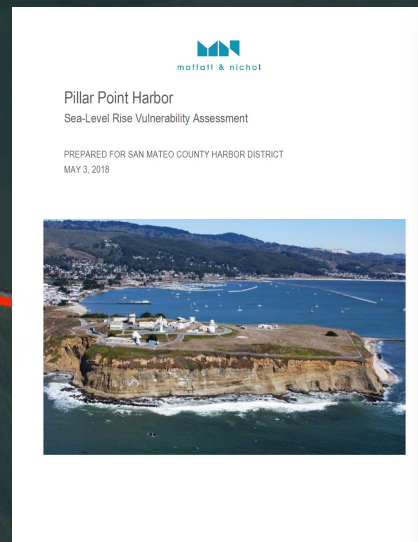 moffatt & nichol
Pillar Point Harbor
Sea-Level Rise Vulnerability Assessment
PREPARED FOR SAN MATEO COUNTY HARBOR DISTRICT
MAY 3, 2018